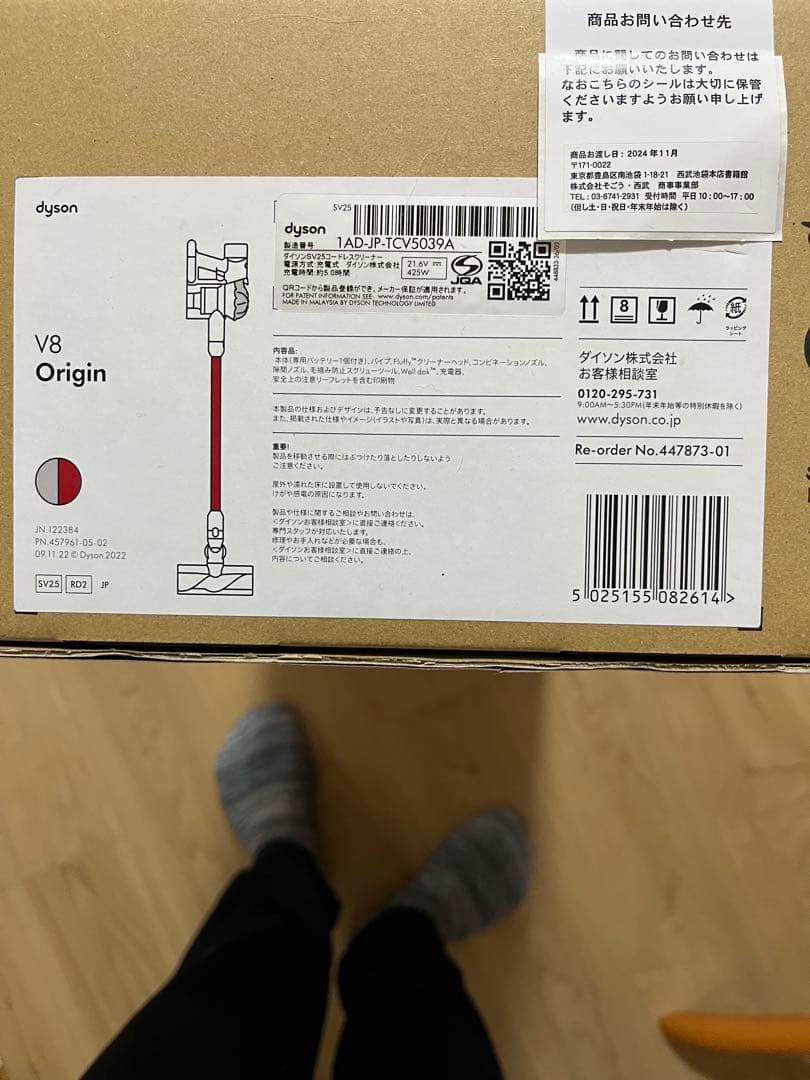 商品お問い合わせ先
商品に関してのお問い合わせは
下記にお願いいたします。
なおこちらのシールは大切に保管
くださいますようお願い申し上げ
ます。
商品お渡し日：2024年11月
〒171-0022
東京都豊島区南池袋 1-18-21 西武池袋本店書籍館
株式会社そごう・西武 商事事業部
TEL：03-6741-2931 受付時間 平日10：00～17：00
（但し土・日・祝日・年末年始は除く）
dyson
V8
Origin
JN.122384
PN.457961-05-02
09.11.22 © Dyson 2022
SV25 RD2 JP
SV25
dyson
製造番号 1AD-JP-TCV5039A
ダイソンSV25コードレスクリーナー
電源方式:充電式 ダイソン株式会社
充電時間:約5.0時間
21.6V
425W
JQA
QRコードから製品登録ができ、メーカー保証が適用されます。
FOR PATENT INFORMATION SEE: www.dyson.com/patents
MADE IN MALAYSIA BY DYSON TECHNOLOGY LIMITED
内容品:
本体(専用バッテリー1個付き)、パイプ、Fluffy™クリーナーヘッド、コンビネーションノズル、
隙間ノズル、毛絡み防止スクリューツール、Wall dok™、充電器、
安全上の注意リーフレットを含む印刷物
本製品の仕様およびデザインは、予告なしに変更することがあります。
また、掲載された仕様やイメージ(イラストや写真)は、実際と異なる場合があります。
重要!
製品を移動させる際にはぶつけたり落としたりしないよう
ご注意ください。
屋外や濡れた床に設置して使用しないでください。
けがや感電の原因になります。
製品や仕様に関するご相談やお問い合わせは、
<ダイソンお客様相談室>に直接ご連絡ください。
専門スタッフが対応いたします。
修理やお手入れなどが必要な場合も、
<ダイソンお客様相談室>に直接ご連絡の上、
内容についてご相談ください。
8
紙
ラッピング
シート
ダイソン株式会社
お客様相談室
0120-295-731
9:00AM～5:30PM(年末年始等の特別休暇を除く)
www.dyson.co.jp
Re-order No.447873-01
5 025155 082614 >